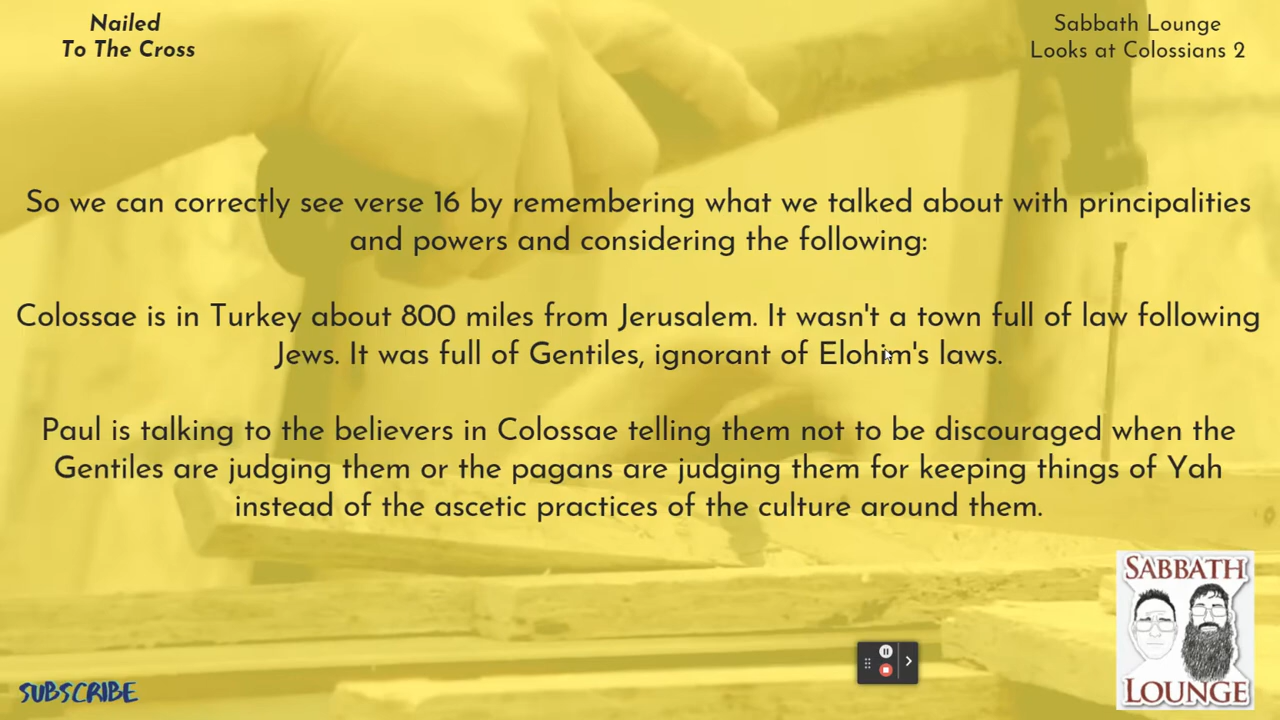 Nailed
To The Cross
Sabbath Lounge
Looks at Colossians 2
So we can correctly see verse 16 by remembering what we talked about with principalities
and powers and considering the following:
Colossae is in Turkey about 800 miles from Jerusalem. It wasn't a town full of law following
Jews. It was full of Gentiles, ignorant of Elohim's laws.
Paul is talking to the believers in Colossae telling them not to be discouraged when the
Gentiles are judging them or the pagans are judging them for keeping things of Yah
instead of the ascetic practices of the culture around them.
SABBATH
LOUNGE
SUBSCRIBE